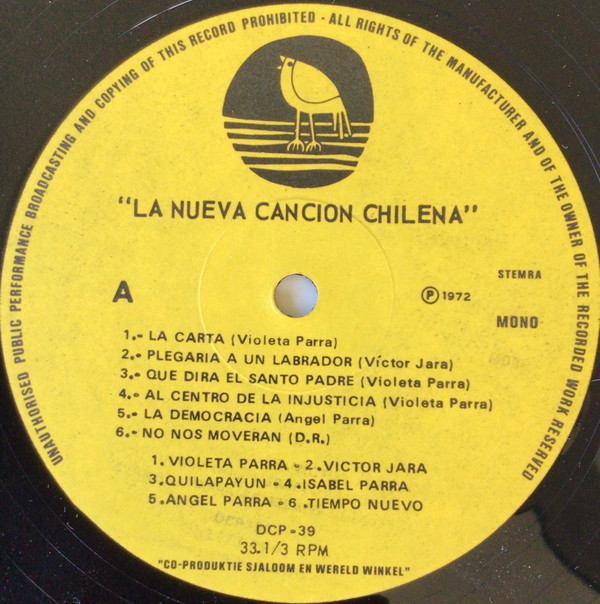 UNAUTHORISED PUBLIC PERFORMANCE BROADCASTING AND COPYING OF THIS RECORD PROHIBITED - ALL RIGHTS OF THE MANUFACTURER AND OF THE OWNER OF THE RECORDED WORK RESERVED
"LA NUEVA CANCION CHILENA"
STEMRA
A
Ⓟ 1972
MONO
1.- LA CARTA (Violeta Parra)
2.- PLEGARIA A UN LABRADOR (Víctor Jara)
3.- QUE DIRA EL SANTO PADRE (Violeta Parra)
4.- AL CENTRO DE LA INJUSTICIA (Violeta Parra)
5.- LA DEMOCRACIA (Angel Parra)
6.- NO NOS MOVERAN (D.R.)
1. VIOLETA PARRA - 2. VICTOR JARA
3. QUILAPAYUN - 4. ISABEL PARRA
5. ANGEL PARRA - 6 .TIEMPO NUEVO
DCP-39
33.1/3 RPM
"CO-PRODUKTIE SJALOOM EN WERELD WINKEL"